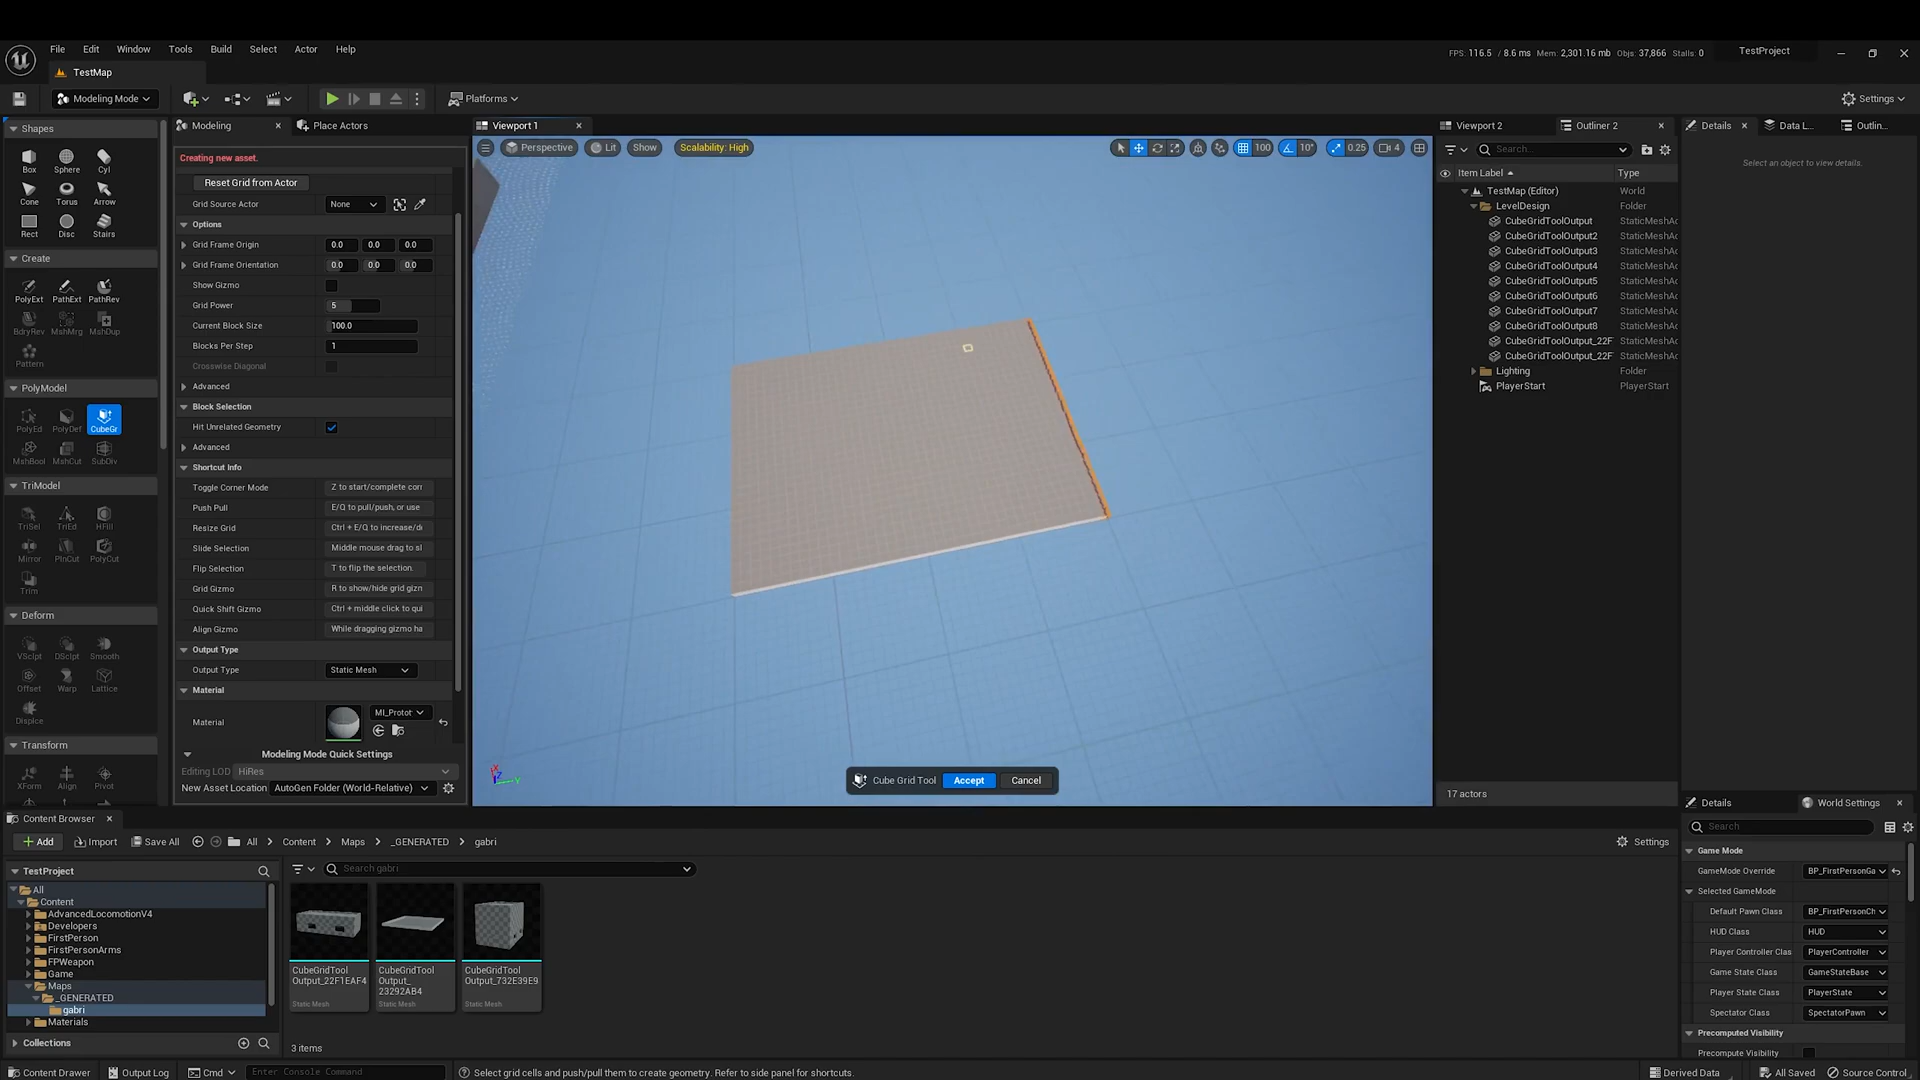 File Edit Window Tools Build Select Actor Help
FPS: 116.5 / 8.6 ms Mem: 2,301.16 mb Objs: 37,866 Stalls: 0 TestProject
TestMap
Modeling Mode Platforms Settings
Shapes
Box Sphere Cyl
Cone Torus Arrow
Rect Disc Stairs
Create
PolyExt PathExt PathRev
BdryRev MshMrg MshDup
Pattern
PolyModel
PolyEd PolyDef CubeGr
MshBool MshCut SubDiv
TriModel
TriSel TriEd HFill
Mirror PlnCut PolyCut
Trim
Deform
VSclpt DSclpt Smooth
Offset Warp Lattice
Displce
Transform
XForm Align Pivot
Modeling Place Actors
Creating new asset.
Reset Grid from Actor
Grid Source Actor None
Options
Grid Frame Origin 0.0 0.0 0.0
Grid Frame Orientation 0.0 0.0 0.0
Show Gizmo
Grid Power 5
Current Block Size 100.0
Blocks Per Step 1
Crosswise Diagonal
Advanced
Block Selection
Hit Unrelated Geometry
Advanced
Shortcut Info
Toggle Corner Mode Z to start/complete corr
Push Pull E/Q to pull/push, or use
Resize Grid Ctrl + E/Q to increase/d
Slide Selection Middle mouse drag to sl
Flip Selection T to flip the selection.
Grid Gizmo R to show/hide grid gizn
Quick Shift Gizmo Ctrl + middle click to qui
Align Gizmo While dragging gizmo ha
Output Type
Output Type Static Mesh
Material
Material MI_Protot
Modeling Mode Quick Settings
Editing LOD HiRes
New Asset Location AutoGen Folder (World-Relative)
Viewport 1
Perspective Lit Show Scalability: High
100 10° 0.25 4
X Z Y
Cube Grid Tool Accept Cancel
Viewport 2 Outliner 2
Search...
Item Label Type
TestMap (Editor) World
LevelDesign Folder
CubeGridToolOutput StaticMeshAc
CubeGridToolOutput2 StaticMeshAc
CubeGridToolOutput3 StaticMeshAc
CubeGridToolOutput4 StaticMeshAc
CubeGridToolOutput5 StaticMeshAc
CubeGridToolOutput6 StaticMeshAc
CubeGridToolOutput7 StaticMeshAc
CubeGridToolOutput8 StaticMeshAc
CubeGridToolOutput_22F StaticMeshAc
CubeGridToolOutput_22F StaticMeshAc
Lighting Folder
PlayerStart PlayerStart
17 actors
Details Data L... Outlin...
Select an object to view details.
Details World Settings
Search
Game Mode
GameMode Override BP_FirstPersonGa
Selected GameMode
Default Pawn Class BP_FirstPersonCh
HUD Class HUD
Player Controller Clas PlayerController
Game State Class GameStateBase
Player State Class PlayerState
Spectator Class SpectatorPawn
Precomputed Visibility
Precompute Visibility
Content Browser
Add Import Save All All Content Maps _GENERATED gabri Settings
TestProject
All
Content
AdvancedLocomotionV4
Developers
FirstPerson
FirstPersonArms
FPWeapon
Game
Maps
_GENERATED
gabri
Materials
Collections
Search gabri
CubeGridTool Output_22F1EAF4 Static Mesh
CubeGridTool Output_ 23292AB4 Static Mesh
CubeGridTool Output_732E39E9 Static Mesh
3 items
Content Drawer Output Log Cmd Enter Console Command Select grid cells and push/pull them to create geometry. Refer to side panel for shortcuts. Derived Data All Saved Source Control